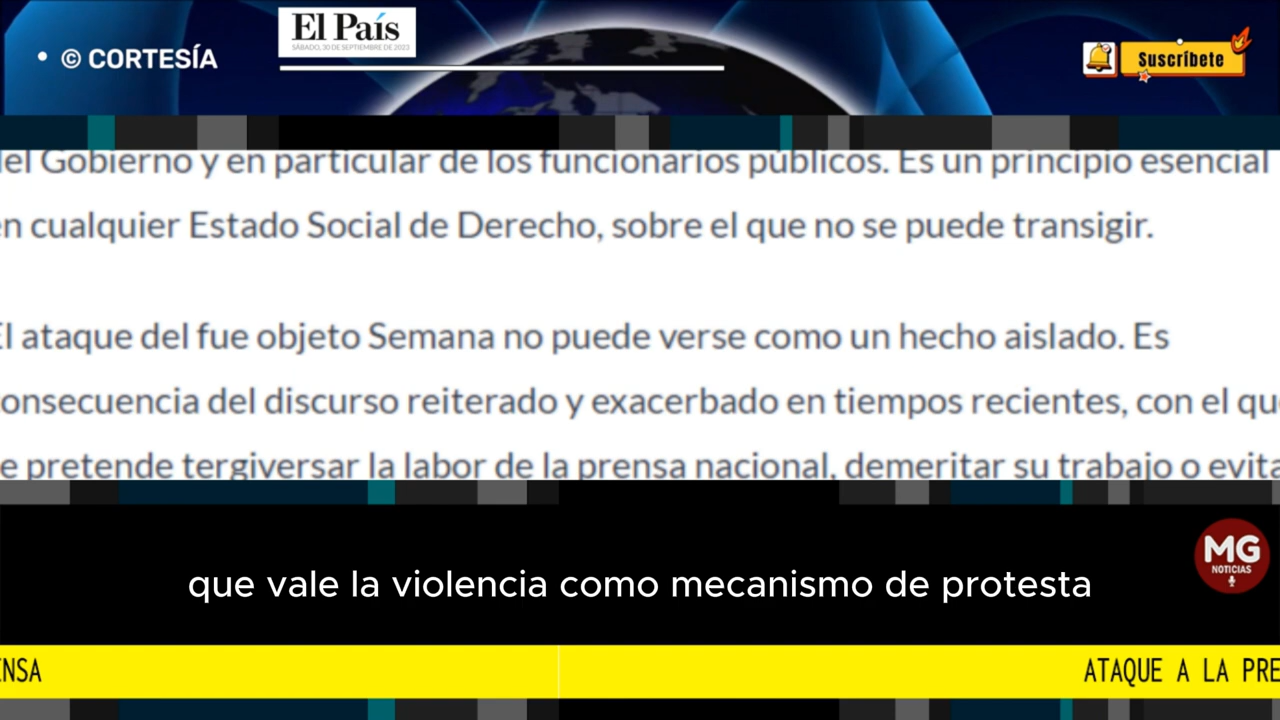 • © CORTESÍA
El País
SÁBADO, 30 DE SEPTIEMBRE DE 2023
Suscríbete
del Gobierno y en particular de los funcionarios públicos. Es un principio esencial
en cualquier Estado Social de Derecho, sobre el que no se puede transigir.
El ataque del fue objeto Semana no puede verse como un hecho aislado. Es
onsecuencia del discurso reiterado y exacerbado en tiempos recientes, con el qu
e pretende tergiversar la labor de la prensa nacional, demeritar su trabajo o evita
MG
NOTICIAS
que vale la violencia como mecanismo de protesta
ENSA
ATAQUE A LA PRE